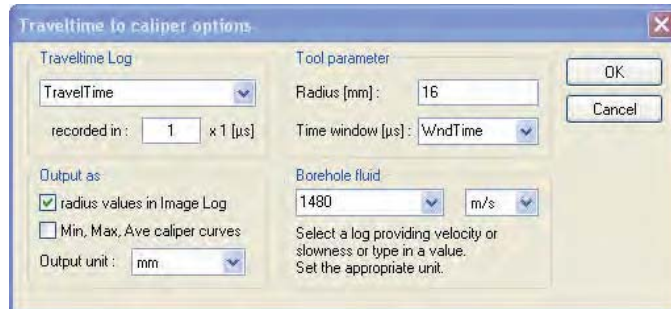 Traveltime to caliper options
Traveltime Log
TravelTime
recorded in : 1 x 1 [µs]
Tool parameter
Radius [mm] : 16
Time window [µs] : WndTime
OK
Cancel
Output as
radius values in Image Log
Min, Max, Ave caliper curves
Output unit : mm
Borehole fluid
1480 m/s
Select a log providing velocity or
slowness or type in a value.
Set the appropriate unit.